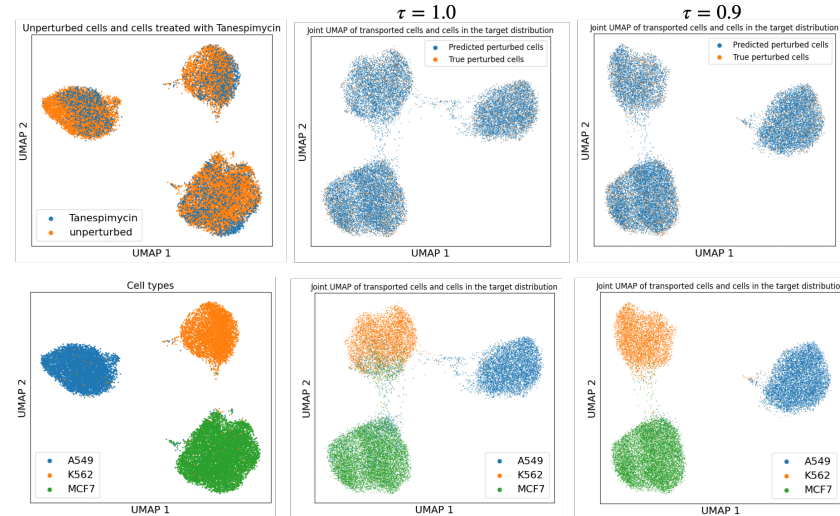 τ = 1.0
τ = 0.9
Unperturbed cells and cells treated with Tanespimycin
Joint UMAP of transported cells and cells in the target distribution
Joint UMAP of transported cells and cells in the target distributio
UMAP 2
Tanespimycin
unperturbed
UMAP 1
UMAP 2
Predicted perturbed cells
True perturbed cells
UMAP 1
UMAP 2
Predicted perturbed cells
True perturbed cells
UMAP 1
Cell types
Joint UMAP of transported cells and cells in the target distribution
Joint UMAP of transported cells and cells in the target distributio
UMAP 2
A549
K562
MCF7
UMAP 1
UMAP 2
A549
K562
MCF7
UMAP 1
UMAP 2
A549
K562
MCF7
UMAP 1